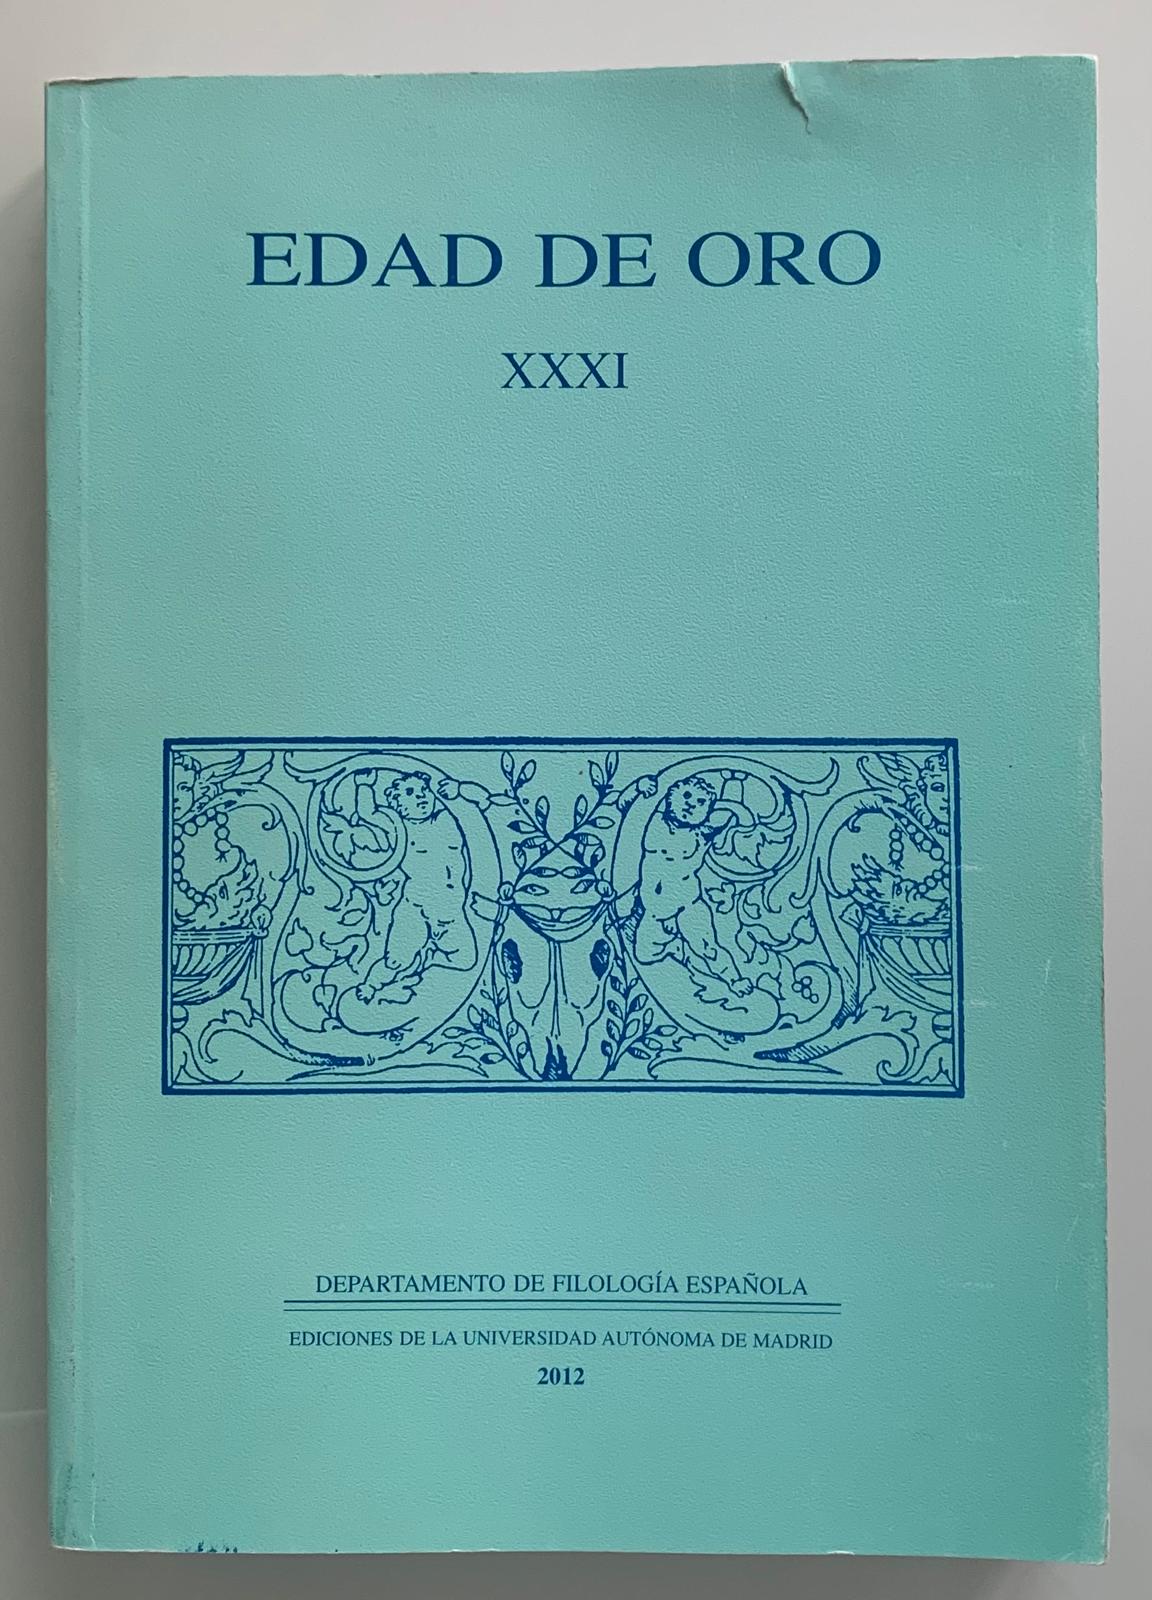 EDAD DE ORO
XXXI
DEPARTAMENTO DE FILOLOGÍA ESPAÑOLA
EDICIONES DE LA UNIVERSIDAD AUTÓNOMA DE MADRID
2012